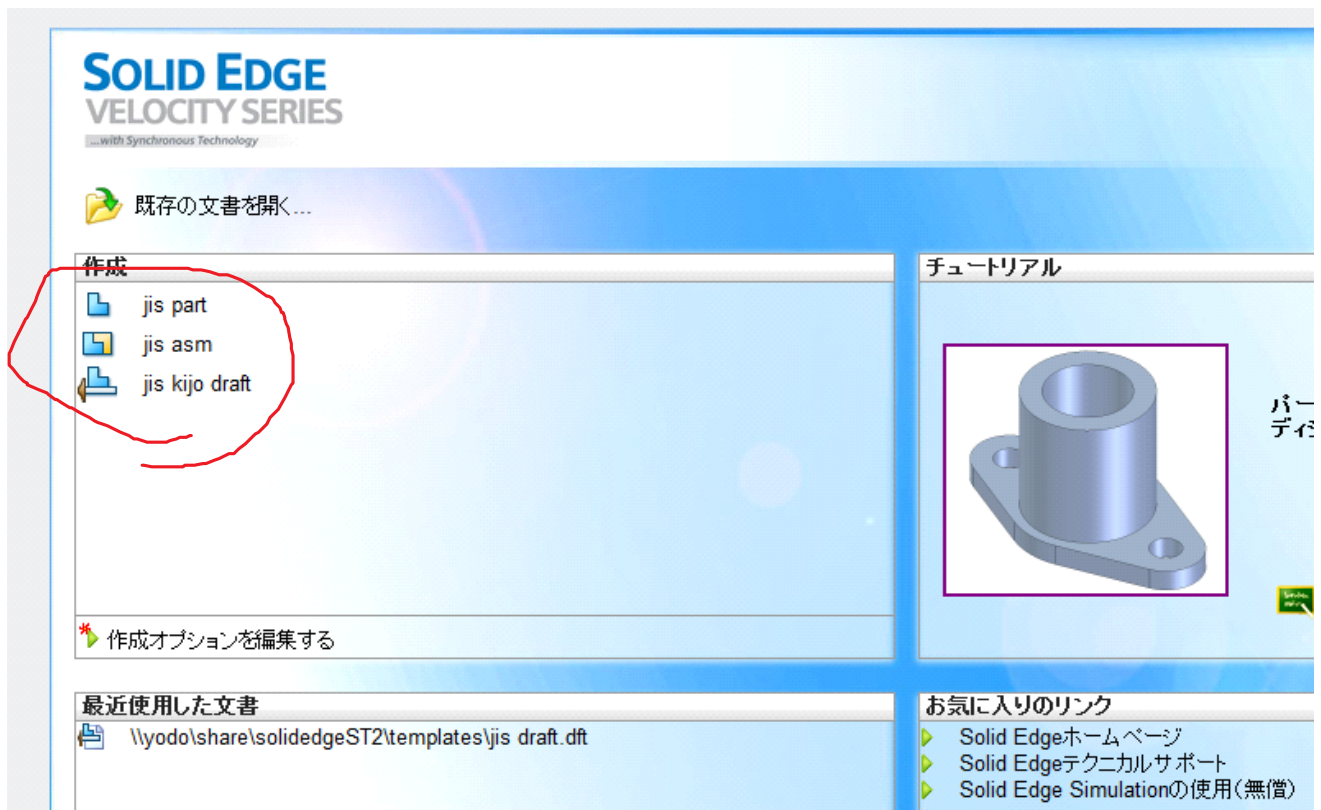 SOLID EDGE
VELOCITY SERIES
...with Synchronous Technology
既存の文書を開く...
作成
jis part
jis asm
jis kijo draft
作成オプションを編集する
チュートリアル
パー
ディ
最近使用した文書
\\yodo\share\solidedgeST2\templates\jis draft.dft
お気に入りのリンク
Solid Edgeホームページ
Solid Edgeテクニカルサポート
Solid Edge Simulationの使用(無償)